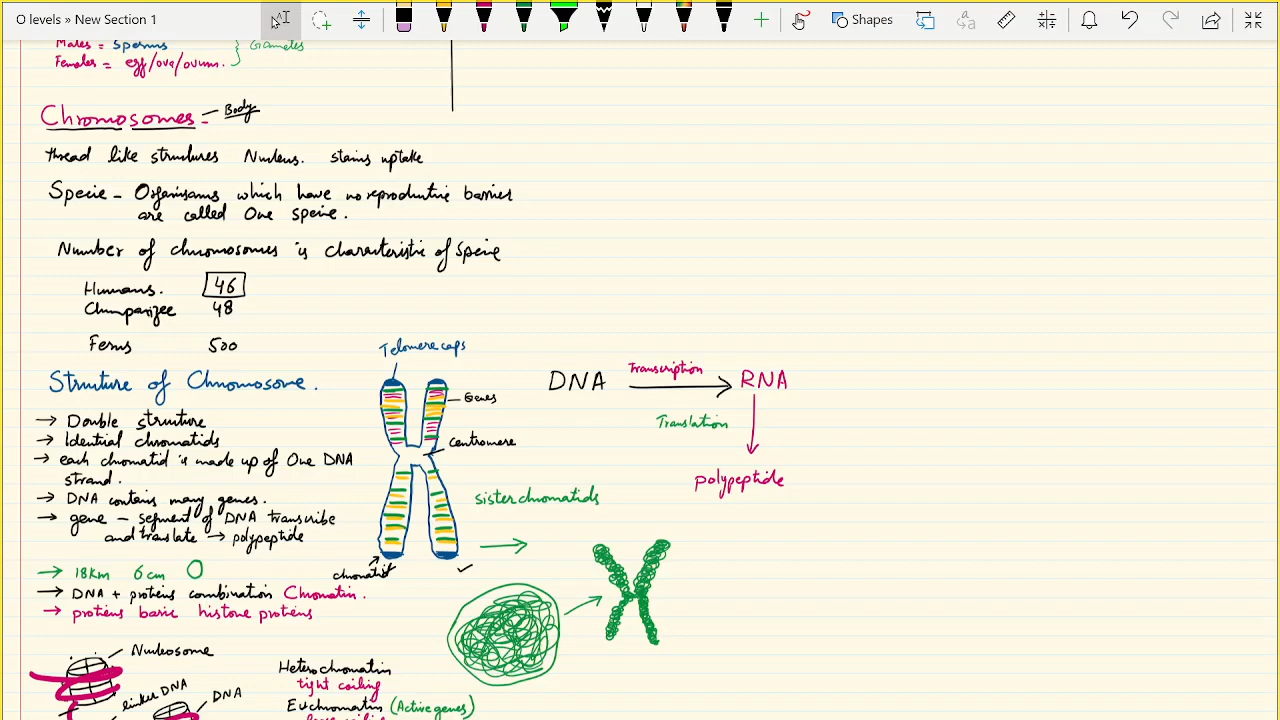 O levels » New Section 1
Shapes
Males = Sperms
Females = egg/ova/ovum.
Gametes
Chromosomes = Body
thread like structures Nucleus. stains uptake
Specie - Organisams which have no reproductive barrier
are called One specie.
Number of chromosomes is characteristic of Specie
Humans. 46
Chimpanzee 48
Ferns 500
Structure of Chromosome.
→ Double structure
→ Idential chromatids
→ each chromatid is made up of One DNA
strand.
→ DNA contains many genes.
→ gene - segment of DNA transcribe
and translate → polypeptide
→ 18Km 6cm
→ DNA + proteins combination Chromatin.
→ proteins basic histone proteins
Telomere caps
Genes
Centromere
sister chromatids
chromatid
DNA Transcription RNA
Translation
polypeptide
Nucleosome
linker DNA
DNA
Heterochromatin
tight coiling
Euchromatin (Active genes)